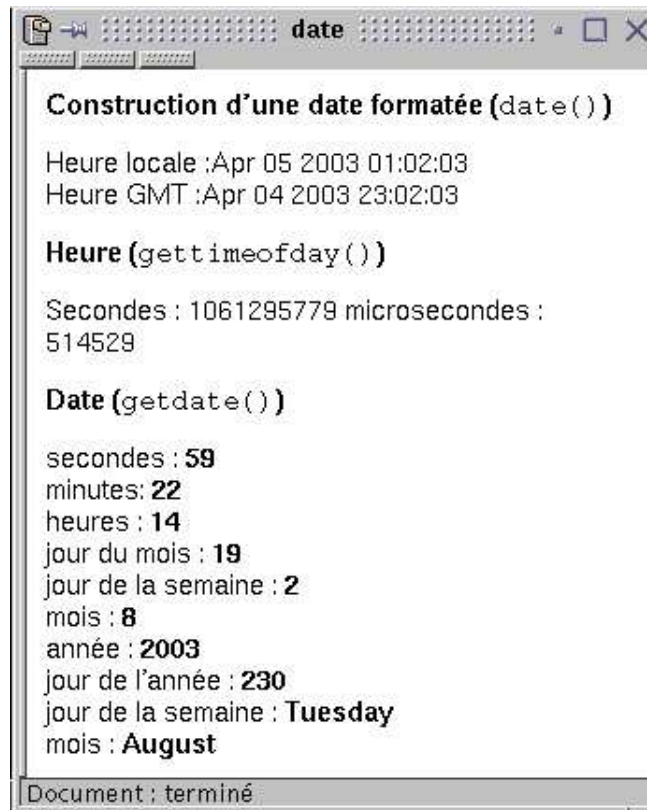 date
Construction d'une date formatée (date())
Heure locale :Apr 05 2003 01:02:03
Heure GMT :Apr 04 2003 23:02:03
Heure (gettimeofday())
Secondes : 1061295779 microsecondes :
514529
Date (getdate())
secondes : 59
minutes: 22
heures : 14
jour du mois : 19
jour de la semaine : 2
mois : 8
année : 2003
jour de l'année : 230
jour de la semaine : Tuesday
mois : August
Document : terminé